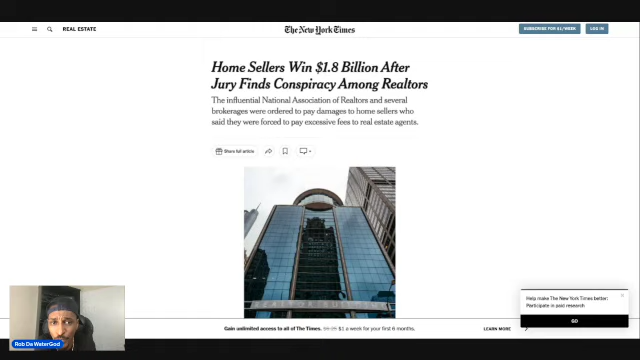 REAL ESTATE
The New York Times
SUBSCRIBE FOR $1/WEEK
LOG IN
Home Sellers Win $1.8 Billion After
Jury Finds Conspiracy Among Realtors
The influential National Association of Realtors and several
brokerages were ordered to pay damages to home sellers who
said they were forced to pay excessive fees to real estate agents.
Share full article
Help make The New York Times better:
Participate in paid research
GO
Rob Da WaterGod
Gain unlimited access to all of The Times. $1 a week for your first 6 months.
LEARN MORE